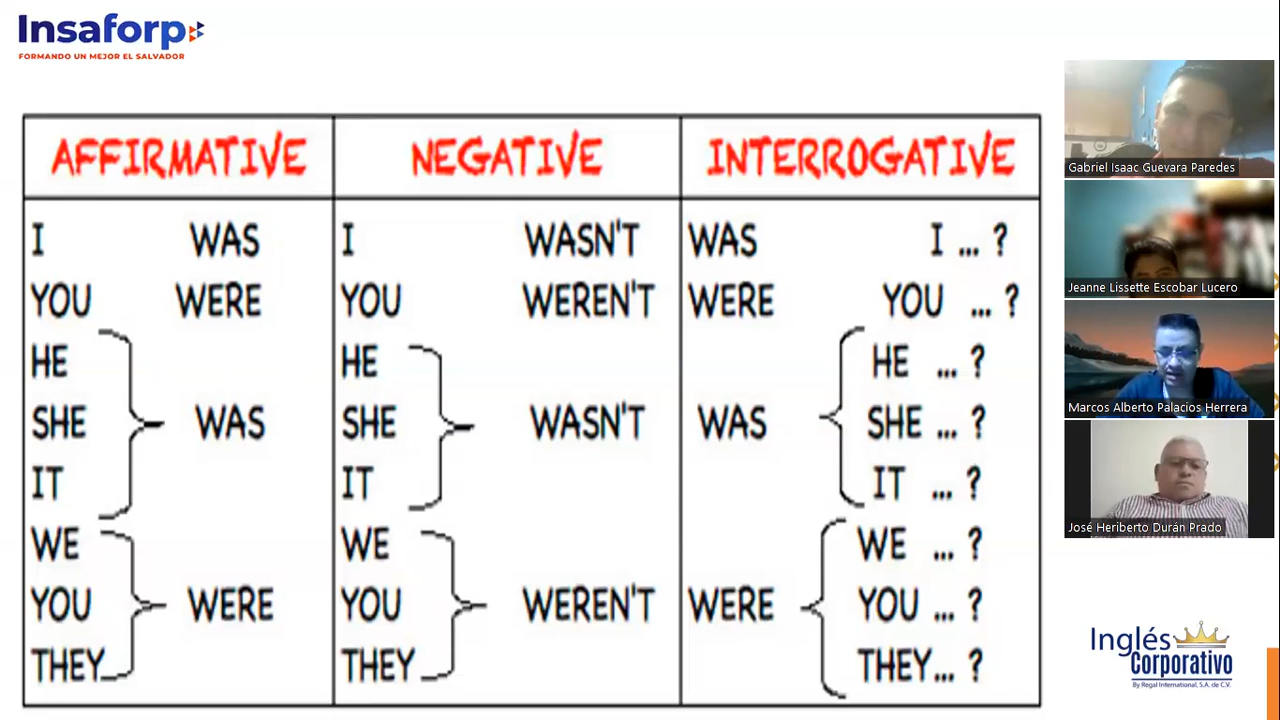 Insaforp
FORMANDO UN MEJOR EL SALVADOR
AFFIRMATIVE NEGATIVE INTERROGATIVE
I WAS I WASN'T WAS I ... ?
YOU WERE YOU WEREN'T WERE YOU ... ?
HE HE HE ... ?
SHE WAS SHE WASN'T WAS SHE ... ?
IT IT IT ... ?
WE WE WE ... ?
YOU WERE YOU WEREN'T WERE YOU ... ?
THEY THEY THEY... ?
Gabriel Isaac Guevara Paredes
Jeanne Lissette Escobar Lucero
Marcos Alberto Palacios Herrera
José Heriberto Durán Prado
Inglés
Corporativo
By Regal International, S.A. de C.V.